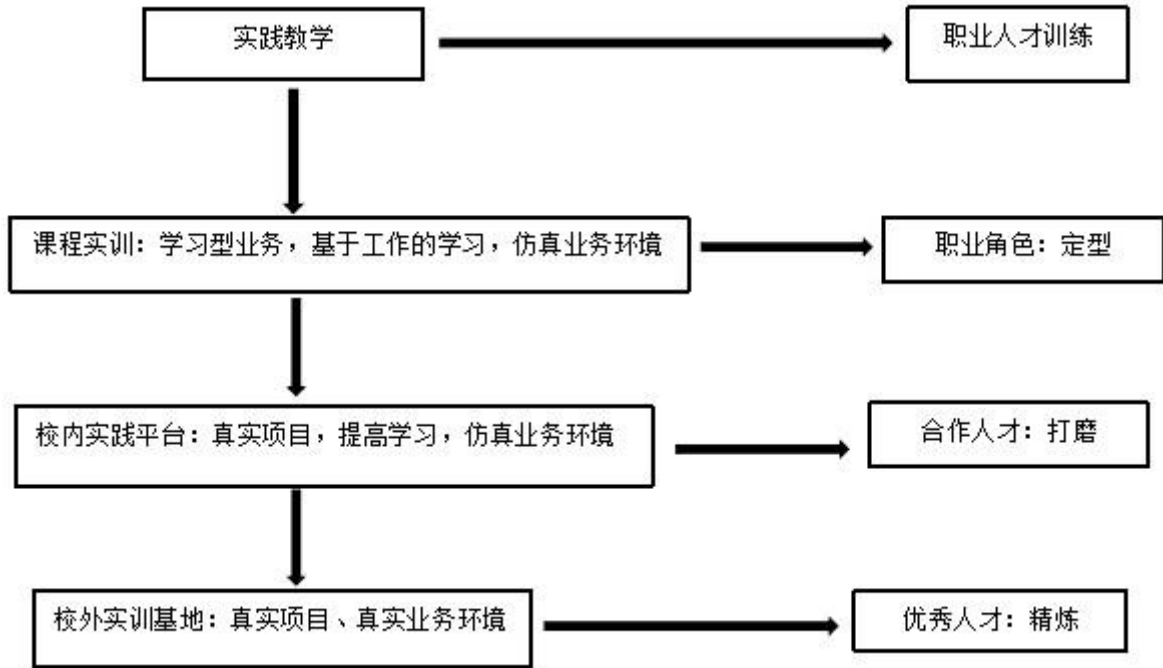 实践教学
职业人才训练
课程实训：学习型业务，基于工作的学习，仿真业务环境
职业角色：定型
校内实践平台：真实项目，提高学习，仿真业务环境
合作人才：打磨
校外实训基地：真实项目、真实业务环境
优秀人才：精炼